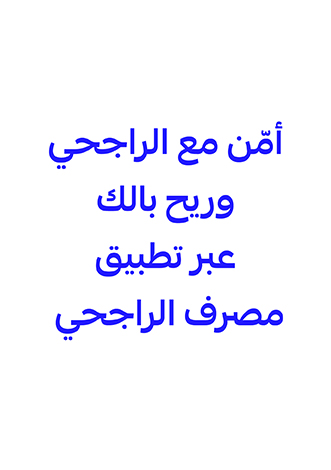 أمّن مع الراجحي
وريح بالك
عبر تطبيق
مصرف الراجحي